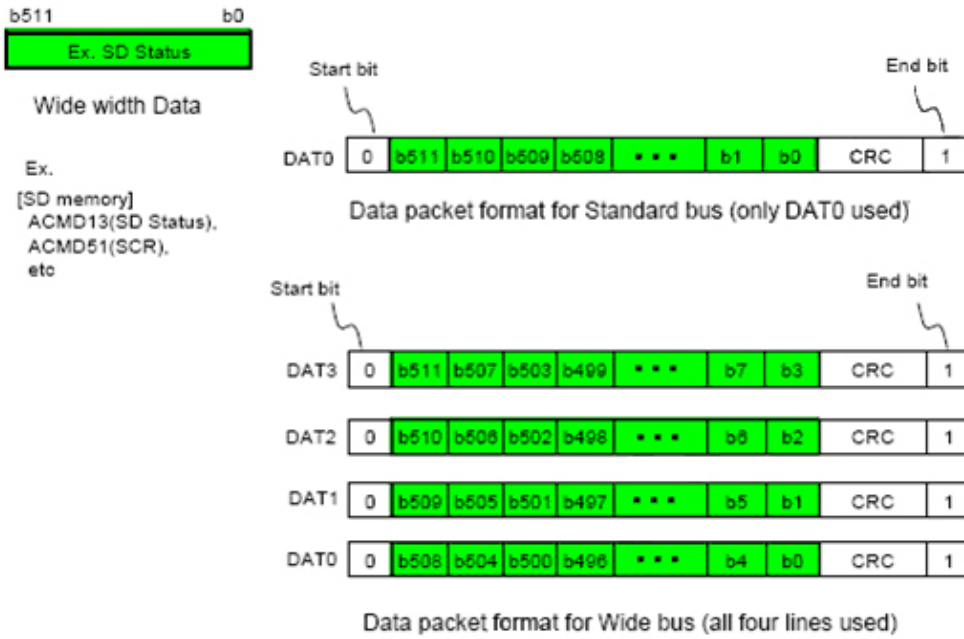 b511 b0
Ex. SD Status
Wide width Data
Ex.
[SD memory]
ACMD13(SD Status),
ACMD51(SCR),
etc
Start bit End bit
DAT0 0 b511 b510 b509 b508 ▪ ▪ ▪ b1 b0 CRC 1
Data packet format for Standard bus (only DAT0 used)
Start bit End bit
DAT3 0 b511 b507 b503 b499 ▪ ▪ ▪ b7 b3 CRC 1
DAT2 0 b510 b506 b502 b498 ▪ ▪ ▪ b6 b2 CRC 1
DAT1 0 b509 b505 b501 b497 ▪ ▪ ▪ b5 b1 CRC 1
DAT0 0 b508 b504 b500 b496 ▪ ▪ ▪ b4 b0 CRC 1
Data packet format for Wide bus (all four lines used)